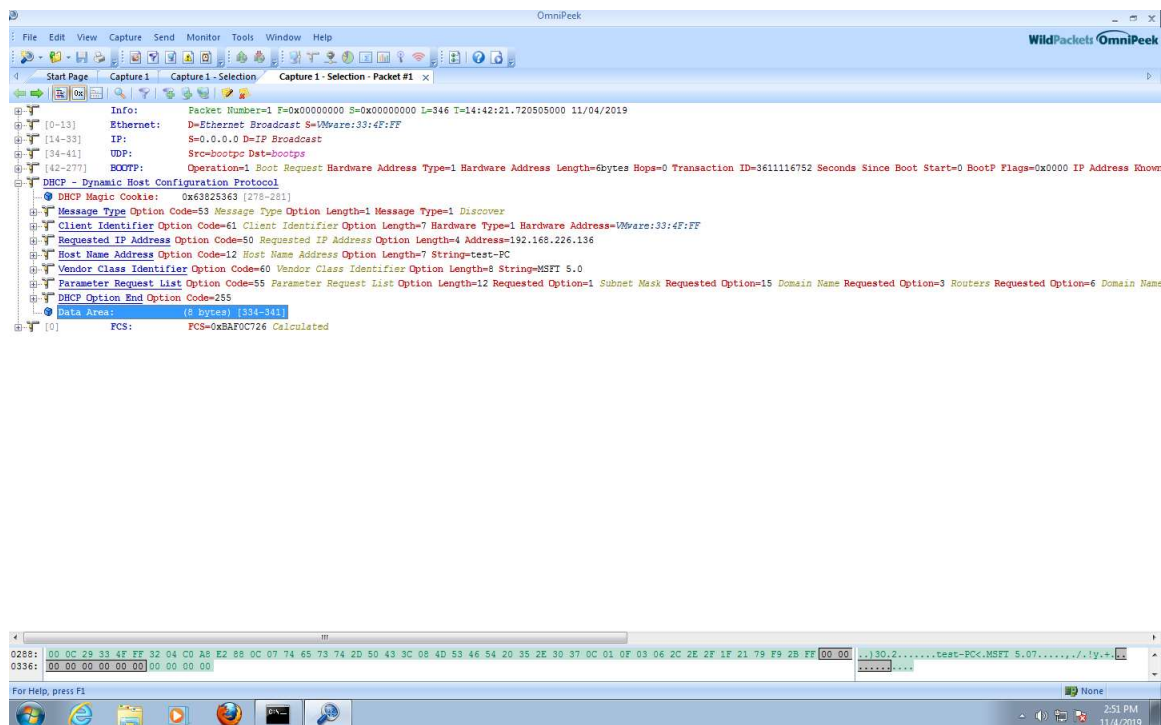 OmniPeek
File Edit View Capture Send Monitor Tools Window Help
WildPackets OmniPeek
Start Page Capture 1 Capture 1 - Selection Capture 1 - Selection - Packet #1
Info: Packet Number=1 F=0x00000000 S=0x00000000 L=346 T=14:42:21.720505000 11/04/2019
[0-13] Ethernet: D=Ethernet Broadcast S=VMware:33:4F:FF
[14-33] IP: S=0.0.0.0 D=IP Broadcast
[34-41] UDP: Src=bootpc Dst=bootps
[42-277] BOOTP: Operation=1 Boot Request Hardware Address Type=1 Hardware Address Length=6bytes Hops=0 Transaction ID=3611116752 Seconds Since Boot Start=0 BootP Flags=0x0000 IP Address Known
DHCP - Dynamic Host Configuration Protocol
DHCP Magic Cookie: 0x63825363 [278-281]
Message Type Option Code=53 Message Type Option Length=1 Message Type=1 Discover
Client Identifier Option Code=61 Client Identifier Option Length=7 Hardware Type=1 Hardware Address=VMware:33:4F:FF
Requested IP Address Option Code=50 Requested IP Address Option Length=4 Address=192.168.226.136
Host Name Address Option Code=12 Host Name Address Option Length=7 String=test-PC
Vendor Class Identifier Option Code=60 Vendor Class Identifier Option Length=8 String=MSFT 5.0
Parameter Request List Option Code=55 Parameter Request List Option Length=12 Requested Option=1 Subnet Mask Requested Option=15 Domain Name Requested Option=3 Routers Requested Option=6 Domain Name
DHCP Option End Option Code=255
Data Area: (8 bytes) [334-341]
[0] FCS: FCS=0xBAF0C726 Calculated
0288: 00 0C 29 33 4F FF 32 04 C0 A8 E2 88 0C 07 74 65 73 74 2D 50 43 3C 08 4D 53 46 54 20 35 2E 30 37 0C 01 0F 03 06 2C 2E 2F 1F 21 79 F9 2B FF 00 00 ..)3O.2.......test-PC<.MSFT 5.07.....,./.!y.+...
0336: 00 00 00 00 00 00 00 00 00 00 ..........
For Help, press F1
None
2:51 PM
11/4/2019